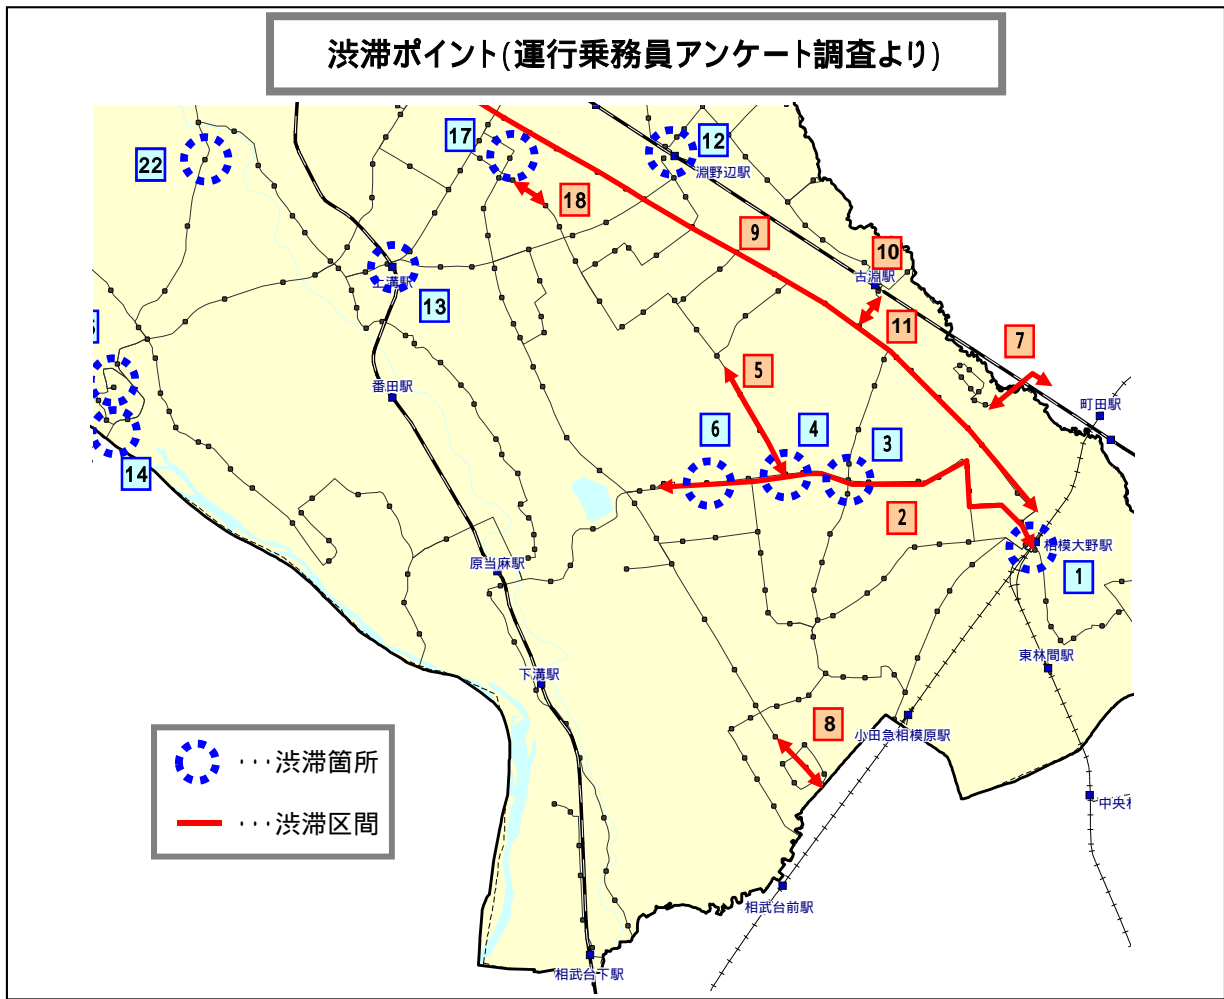 渋滞ポイント(運行乗務員アンケート調査より)
17
12
22
淵野辺駅
18
9
10
古淵駅
上溝駅
13
11
7
5
番田駅
町田駅
6
4
3
14
2
相模大野駅
原当麻駅
1
東林間駅
下溝駅
8
小田急相模原駅
･･･渋滞箇所
･･･渋滞区間
中央林
相武台前駅
相武台下駅